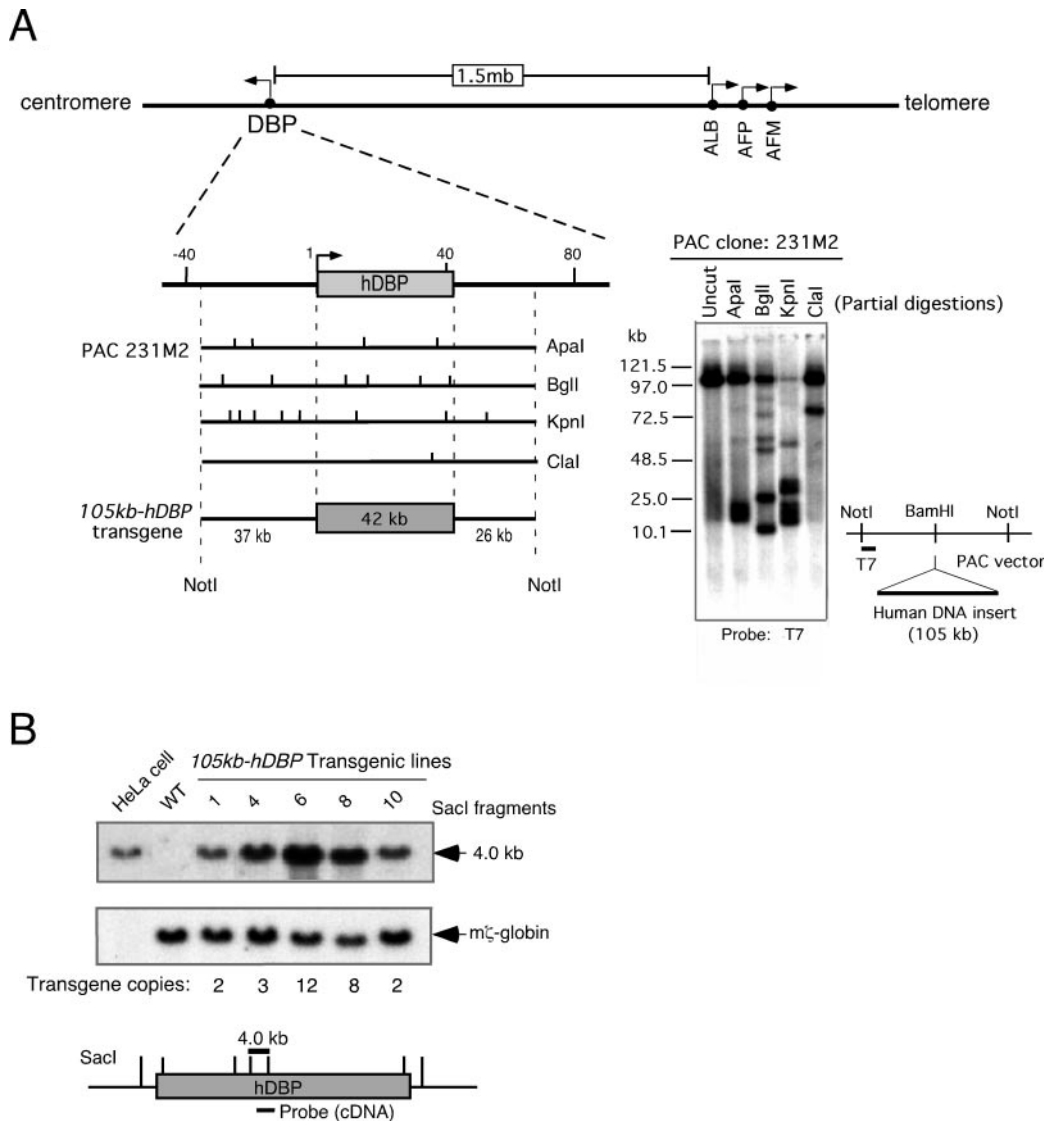 A
1.5mb
centromere
telomere
DBP
ALB
AFP
AFM
-40
1
40
80
hDBP
PAC 231M2
ApaI
BglI
KpnI
ClaI
105kb-hDBP
transgene
42 kb
37 kb
26 kb
NotI
NotI
PAC clone: 231M2
Uncut
ApaI
BglI
KpnI
ClaI
(Partial digestions)
kb
121.5
97.0
72.5
48.5
25.0
10.1
Probe: T7
NotI
BamHI
NotI
T7
PAC vector
Human DNA insert
(105 kb)
B
105kb-hDBP Transgenic lines
HeLa cell
WT
1
4
6
8
10
SacI fragments
4.0 kb
mζ-globin
Transgene copies: 2 3 12 8 2
4.0 kb
SacI
hDBP
Probe (cDNA)